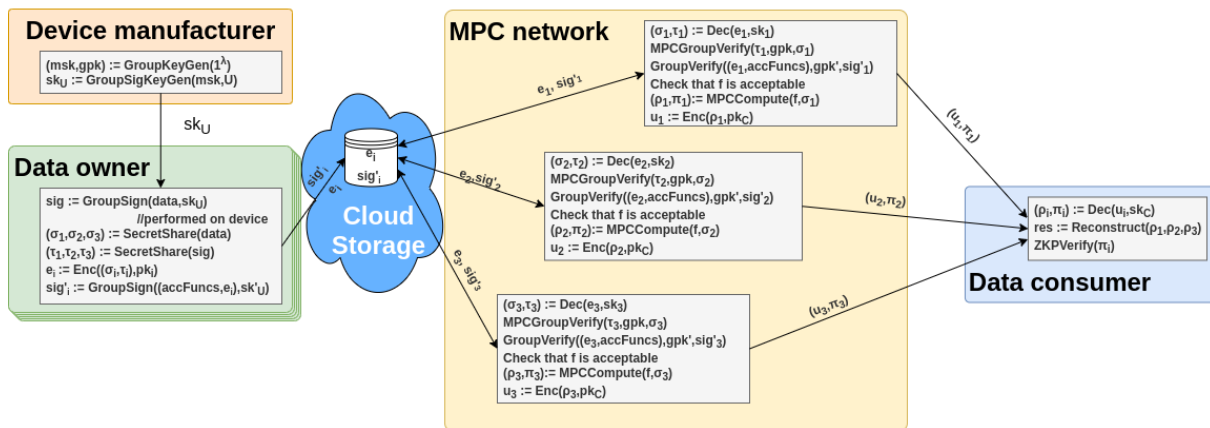 Device manufacturer
(msk,gpk) := GroupKeyGen(1^λ)
sk_U := GroupSigKeyGen(msk,U)
sk_U
Data owner
sig := GroupSign(data,sk_U)
//performed on device
(σ₁,σ₂,σ₃) := SecretShare(data)
(τ₁,τ₂,τ₃) := SecretShare(sig)
e_i := Enc((σ_i,τ_i),pk_i)
sig'_i := GroupSign((accFuncs,e_i),sk'_U)
sig'_i
e_i
e_i
sig'_i
Cloud
Storage
MPC network
e₁, sig'₁
(σ₁,τ₁) := Dec(e₁,sk₁)
MPCGroupVerify(τ₁,gpk,σ₁)
GroupVerify((e₁,accFuncs),gpk',sig'₁)
Check that f is acceptable
(ρ₁,π₁):= MPCCompute(f,σ₁)
u₁ := Enc(ρ₁,pk_C)
(u₁,π₁)
e₂,sig'₂
(σ₂,τ₂) := Dec(e₂,sk₂)
MPCGroupVerify(τ₂,gpk,σ₂)
GroupVerify((e₂,accFuncs),gpk',sig'₂)
Check that f is acceptable
(ρ₂,π₂):= MPCCompute(f,σ₂)
u₂ := Enc(ρ₂,pk_C)
(u₂,π₂)
e₃, sig'₃
(σ₃,τ₃) := Dec(e₃,sk₃)
MPCGroupVerify(τ₃,gpk,σ₃)
GroupVerify((e₃,accFuncs),gpk',sig'₃)
Check that f is acceptable
(ρ₃,π₃):= MPCCompute(f,σ₃)
u₃ := Enc(ρ₃,pk_C)
(u₃,π₃)
(ρ_i,π_i) := Dec(u_i,sk_C)
res := Reconstruct(ρ₁,ρ₂,ρ₃)
ZKPVerify(π_i)
Data consumer